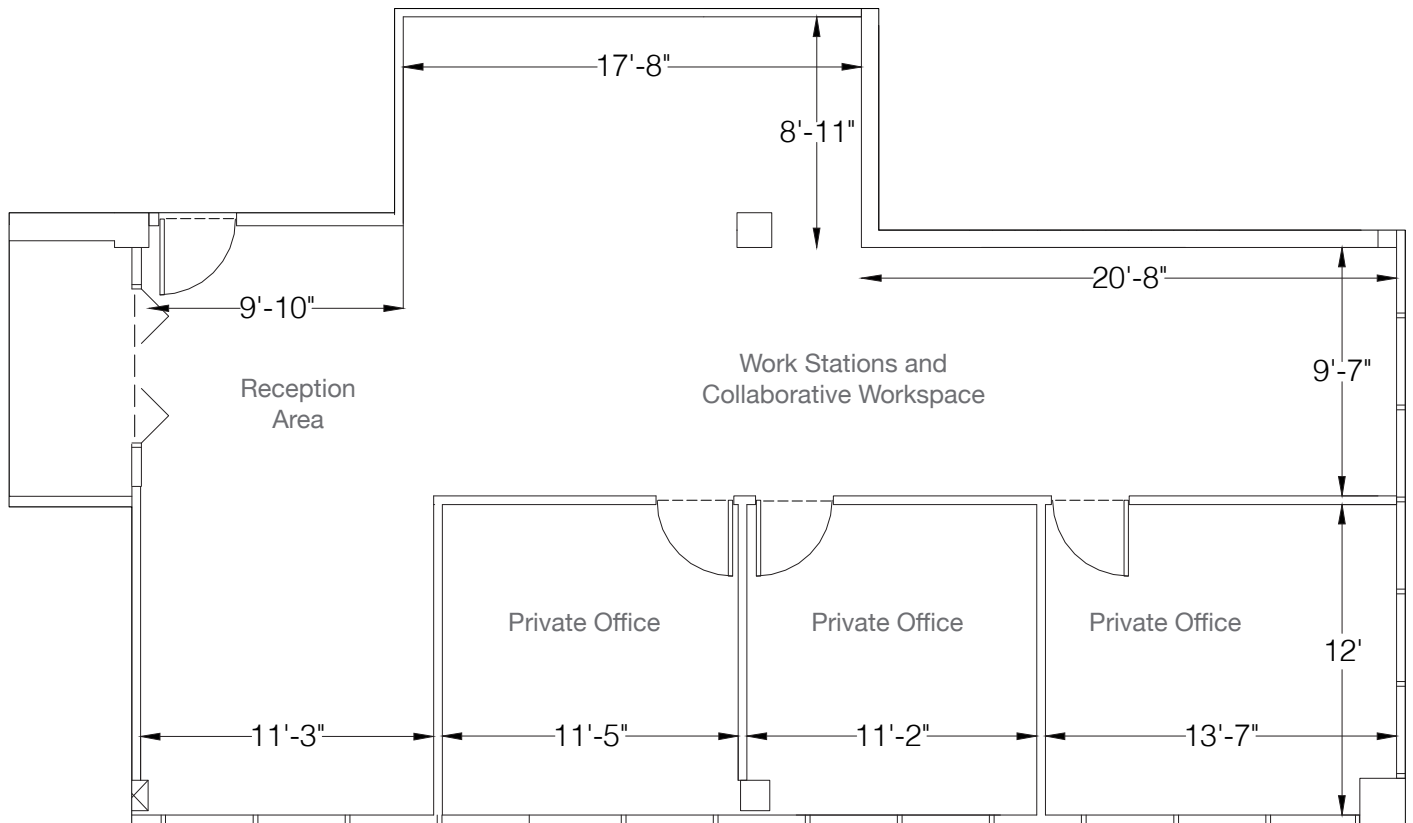 17'-8"
8'-11"
20'-8"
9'-10"
Work Stations and
Collaborative Workspace
9'-7"
Reception
Area
Private Office
Private Office
Private Office
12'
11'-3"
11'-5"
11'-2"
13'-7"